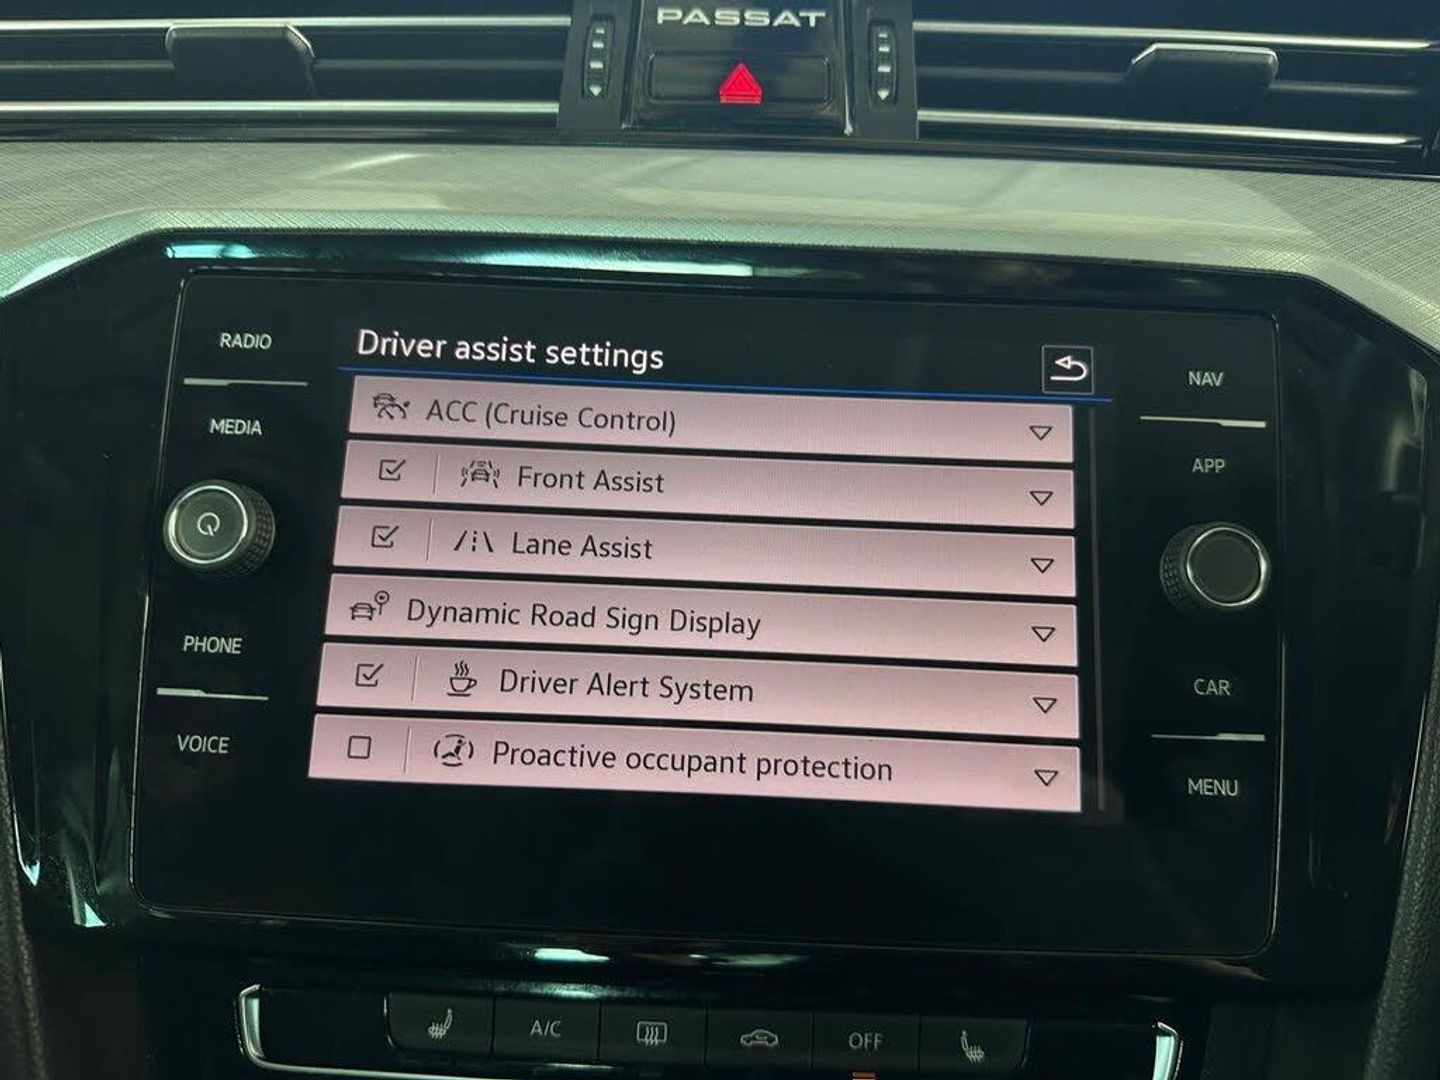 PASSAT
RADIO
MEDIA
PHONE
VOICE
Driver assist settings
ACC (Cruise Control)
Front Assist
Lane Assist
Dynamic Road Sign Display
Driver Alert System
Proactive occupant protection
NAV
APP
CAR
MENU
A/C
OFF